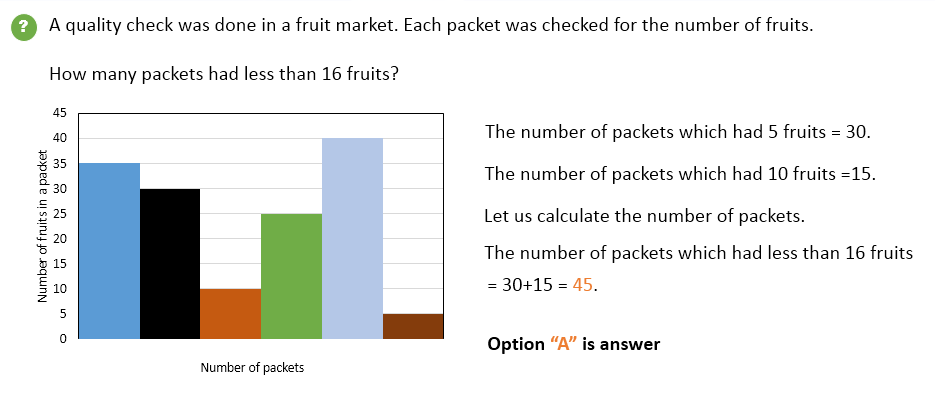 ?
A quality check was done in a fruit market. Each packet was checked for the number of fruits.
How many packets had less than 16 fruits?
45
40
35
30
25
20
15
10
5
0
Number of fruits in a packet
Number of packets
The number of packets which had 5 fruits = 30.
The number of packets which had 10 fruits =15.
Let us calculate the number of packets.
The number of packets which had less than 16 fruits
= 30+15 = 45.
Option “A” is answer